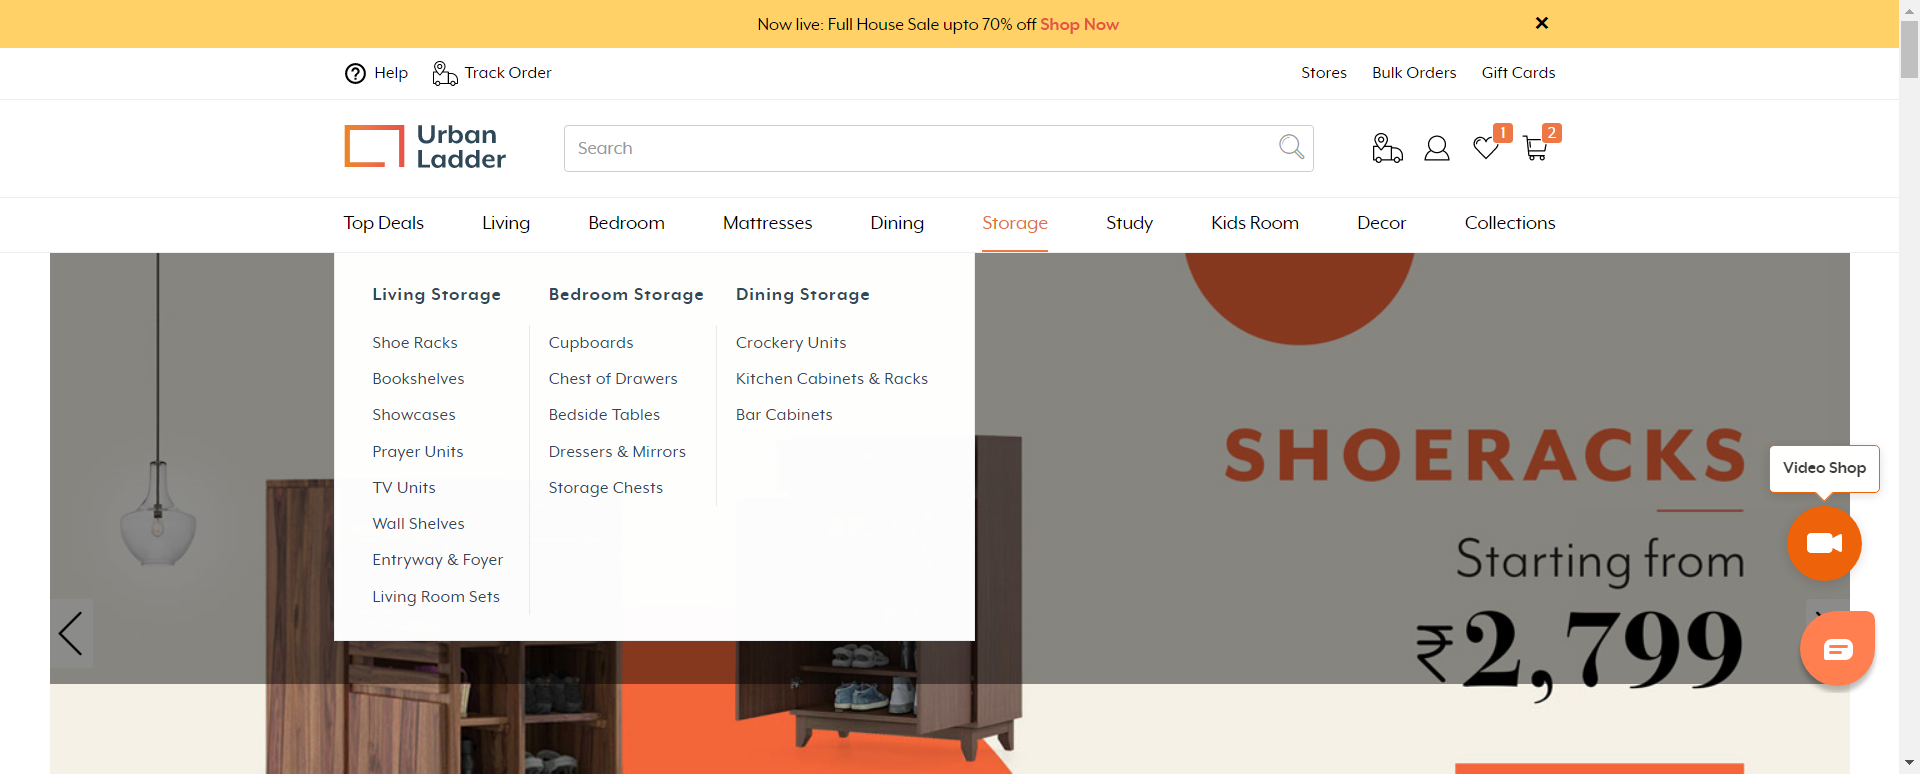 Now live: Full House Sale upto 70% off Shop Now
Help
Track Order
Stores
Bulk Orders
Gift Cards
Urban
Ladder
Search
1
2
Top Deals
Living
Bedroom
Mattresses
Dining
Storage
Study
Kids Room
Decor
Collections
Living Storage
Shoe Racks
Bookshelves
Showcases
Prayer Units
TV Units
Wall Shelves
Entryway & Foyer
Living Room Sets
Bedroom Storage
Cupboards
Chest of Drawers
Bedside Tables
Dressers & Mirrors
Storage Chests
Dining Storage
Crockery Units
Kitchen Cabinets & Racks
Bar Cabinets
SHOERACKS
Starting from
₹2,799
Video Shop